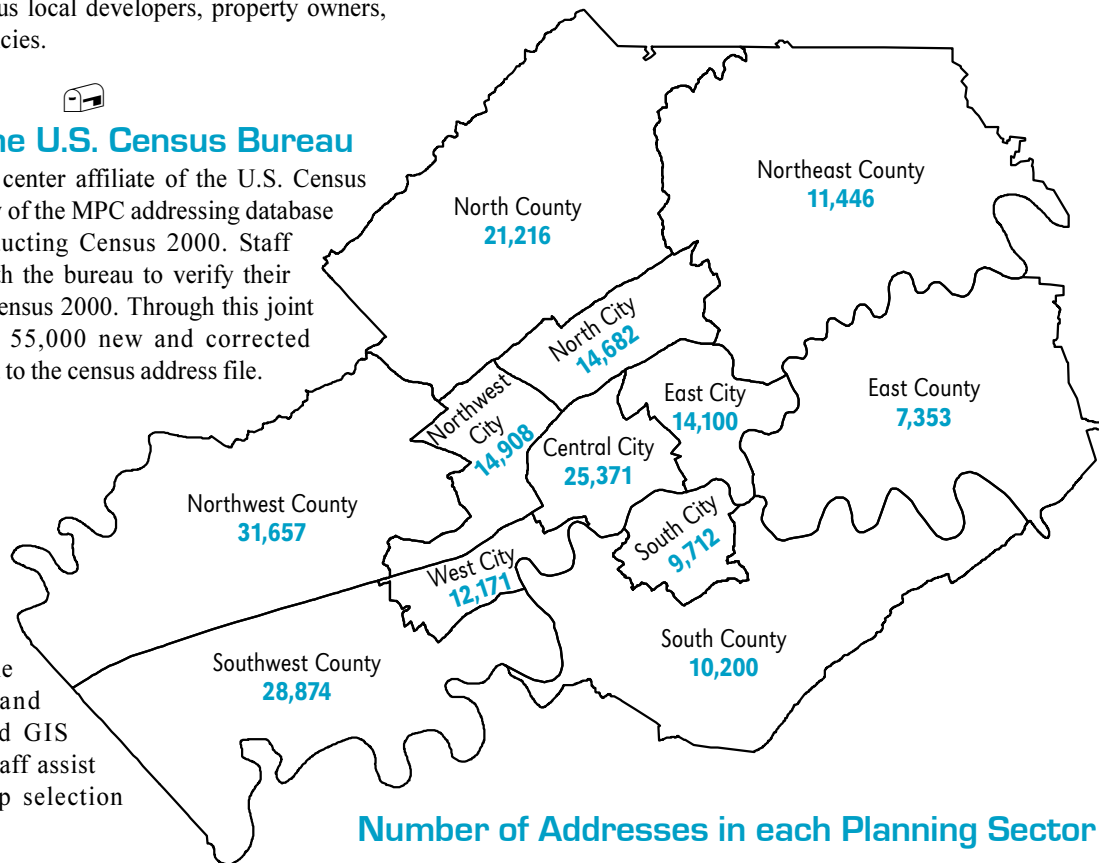 us local developers, property owners,
cies.
ne U.S. Census Bureau
center affiliate of the U.S. Census
y of the MPC addressing database
ducting Census 2000. Staff
th the bureau to verify their
ensus 2000. Through this joint
55,000 new and corrected
to the census address file.
le
and
d GIS
aff assist
p selection
North County
21,216
Northeast County
11,446
North City
14,682
Northwest
City
14,908
East City
14,100
East County
7,353
Central City
25,371
Northwest County
31,657
South City
9,712
West City
12,171
South County
10,200
Southwest County
28,874
Number of Addresses in each Planning Sector